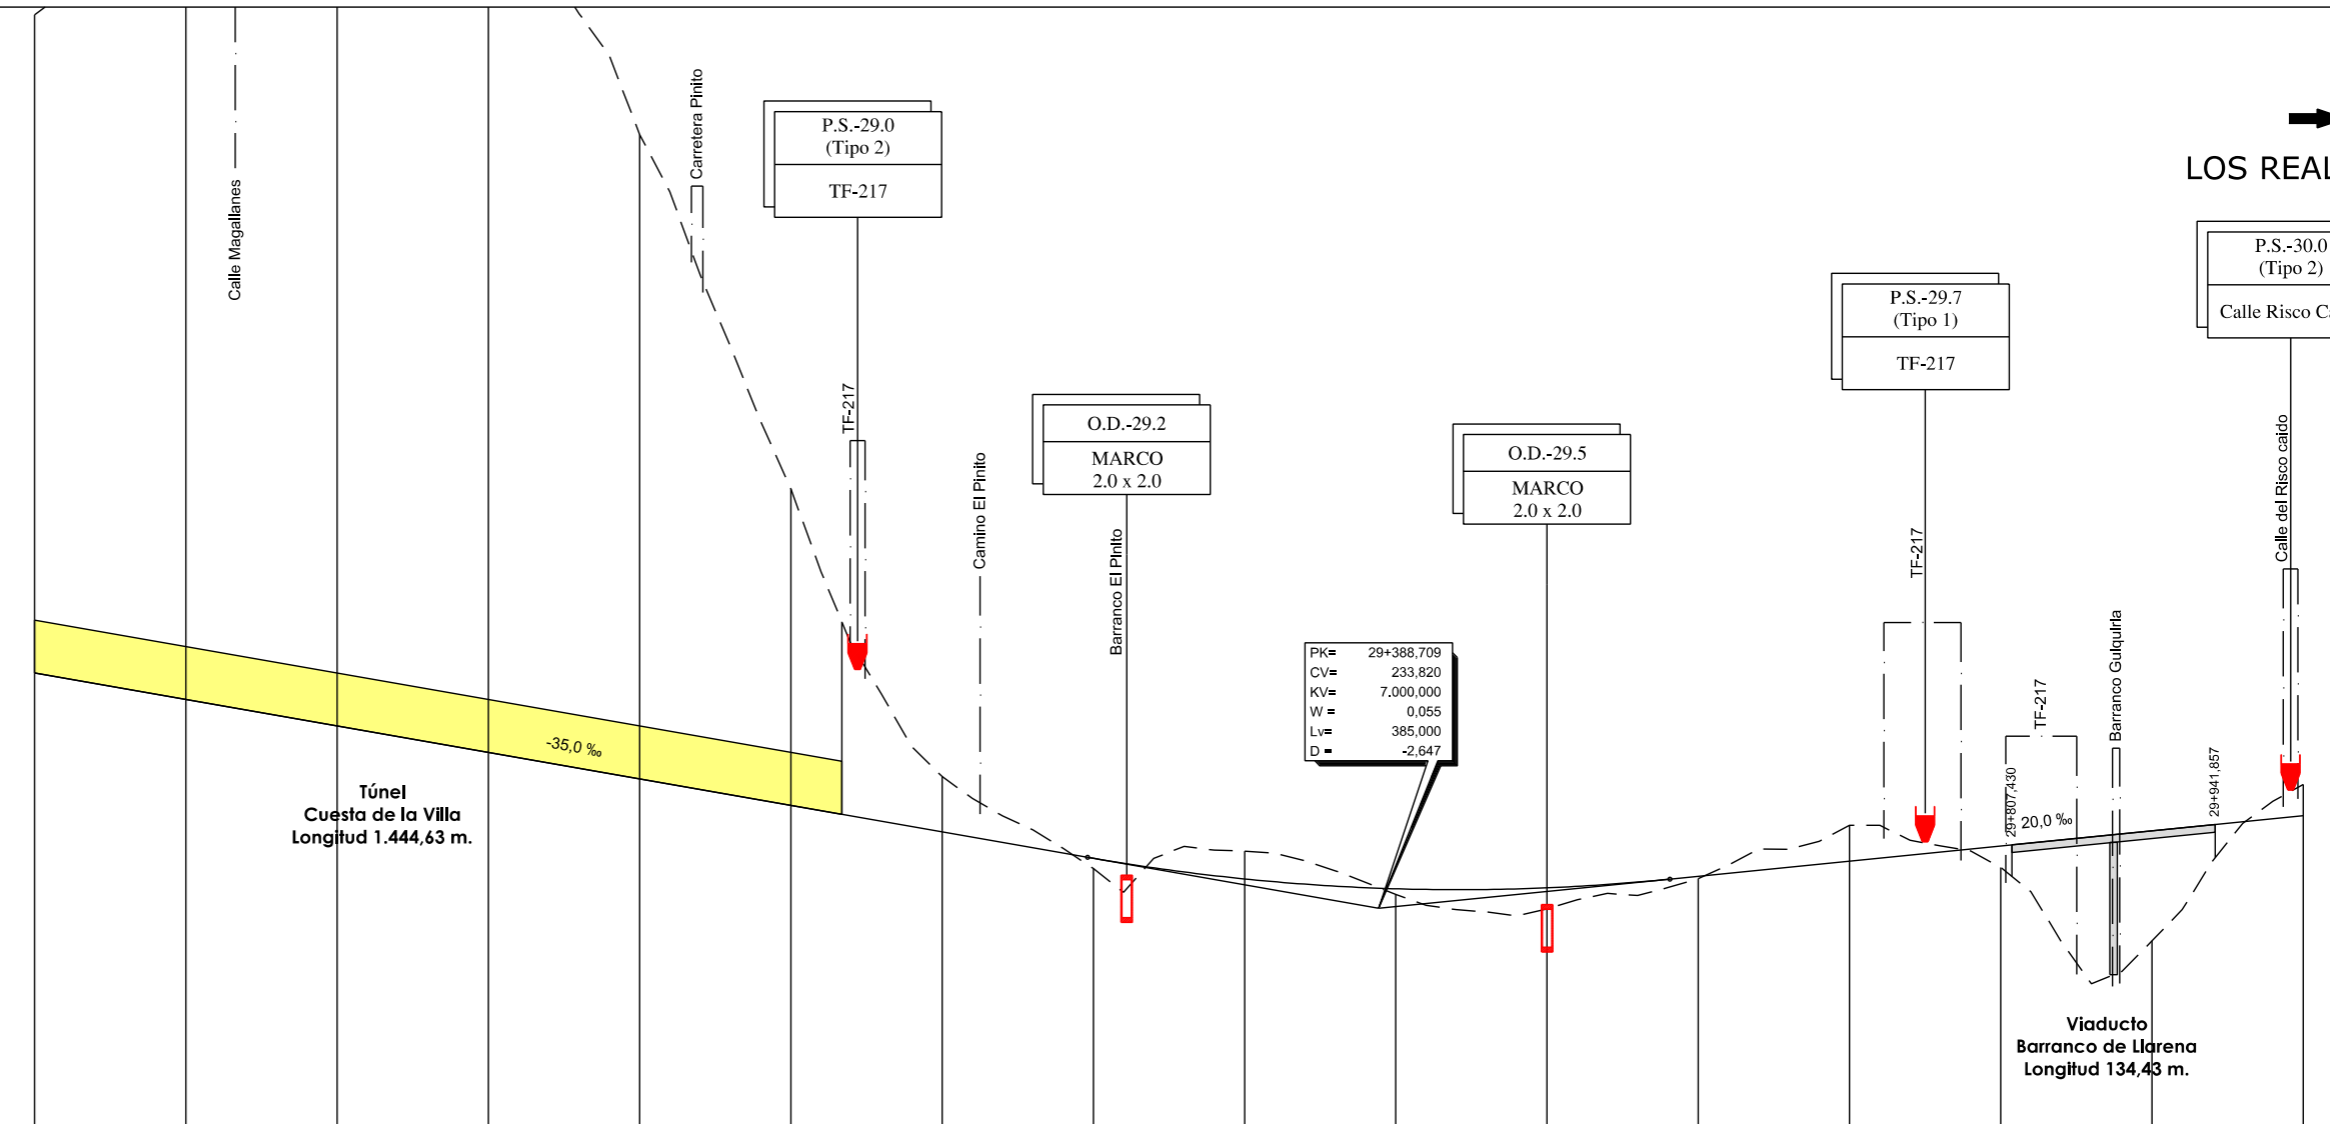 Calle Magallanes
Carretera Pinito
P.S.-29.0
(Tipo 2)
TF-217
TF-217
Camino El Pinito
O.D.-29.2
MARCO
2.0 x 2.0
Barranco El Pinito
PK= 29+388,709
CV= 233,820
KV= 7.000,000
W = 0,055
Lv= 385,000
D = -2,647
O.D.-29.5
MARCO
2.0 x 2.0
P.S.-29.7
(Tipo 1)
TF-217
TF-217
LOS REAL
P.S.-30.0
(Tipo 2)
Calle Risco Ca
Calle del Risco caido
TF-217
Barranco Guiquirla
29+807,430
20,0 ‰
29+941,857
-35,0 ‰
Túnel
Cuesta de la Villa
Longitud 1.444,63 m.
Viaducto
Barranco de Llarena
Longitud 134,43 m.